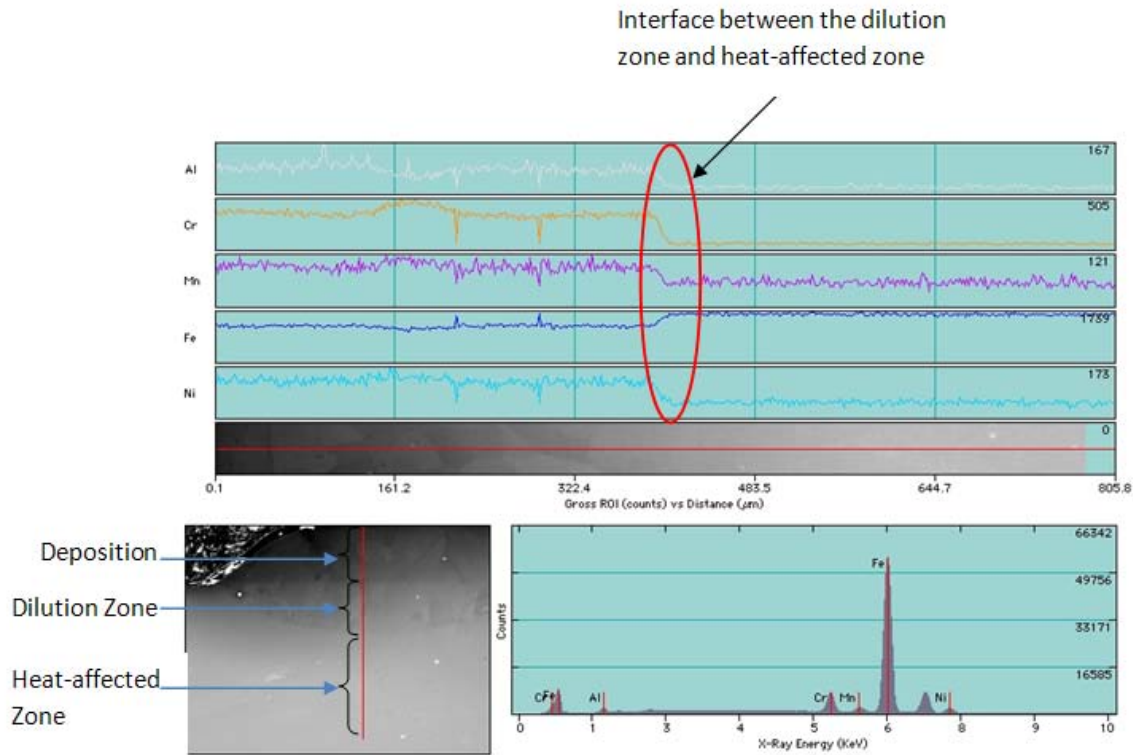 Interface between the dilution
zone and heat-affected zone
Al
167
Cr
505
Mn
121
Fe
1759
Ni
173
0
0.1
161.2
322.4
483.5
644.7
805.8
Gross ROI (counts) vs Distance (μm)
Deposition
Dilution Zone
Heat-affected
Zone
66342
49756
33171
16585
Counts
Cr
Fe
Al
Cr
Mn
Fe
Ni
0
1
2
3
4
5
6
7
8
9
10
X-Ray Energy (KeV)